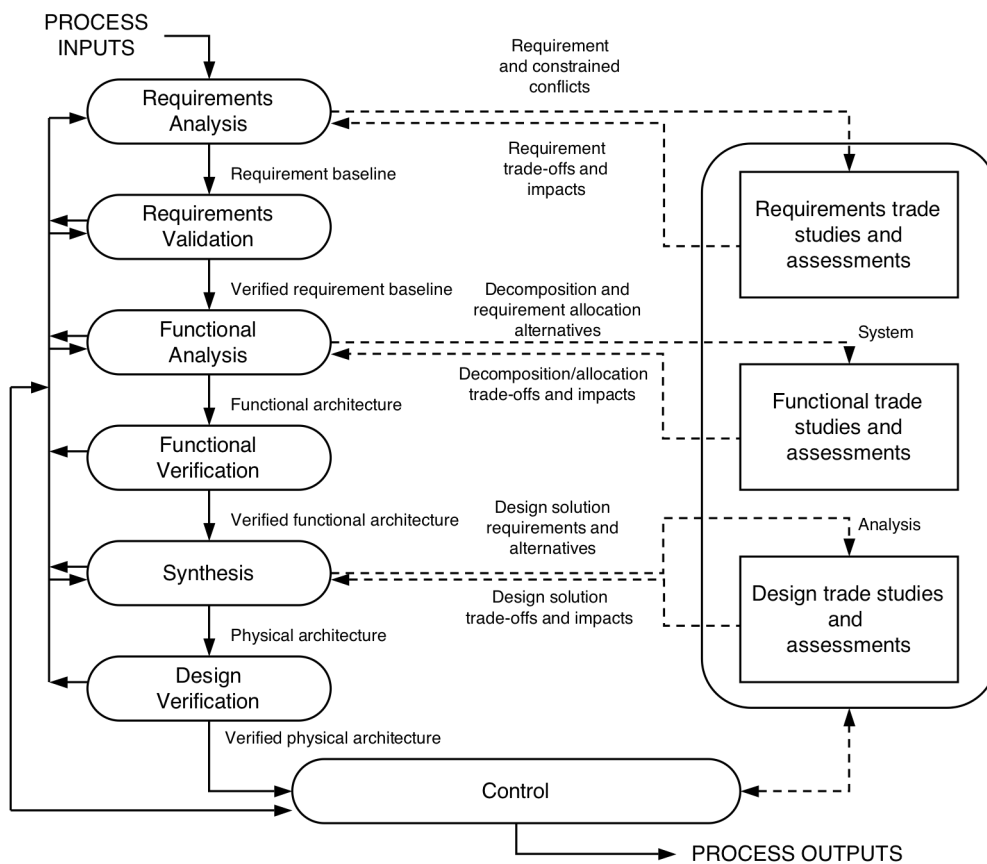 PROCESS
INPUTS
Requirements
Analysis
Requirement
and constrained
conflicts
Requirement baseline
Requirement
trade-offs and
impacts
Requirements
Validation
Requirements trade
studies and
assessments
Verified requirement baseline
Functional
Analysis
Decomposition and
requirement allocation
alternatives
System
Decomposition/allocation
trade-offs and impacts
Functional architecture
Functional trade
studies and
assessments
Functional
Verification
Verified functional architecture
Design solution
requirements and
alternatives
Analysis
Synthesis
Design solution
trade-offs and impacts
Physical architecture
Design trade studies
and
assessments
Design
Verification
Verified physical architecture
Control
PROCESS OUTPUTS